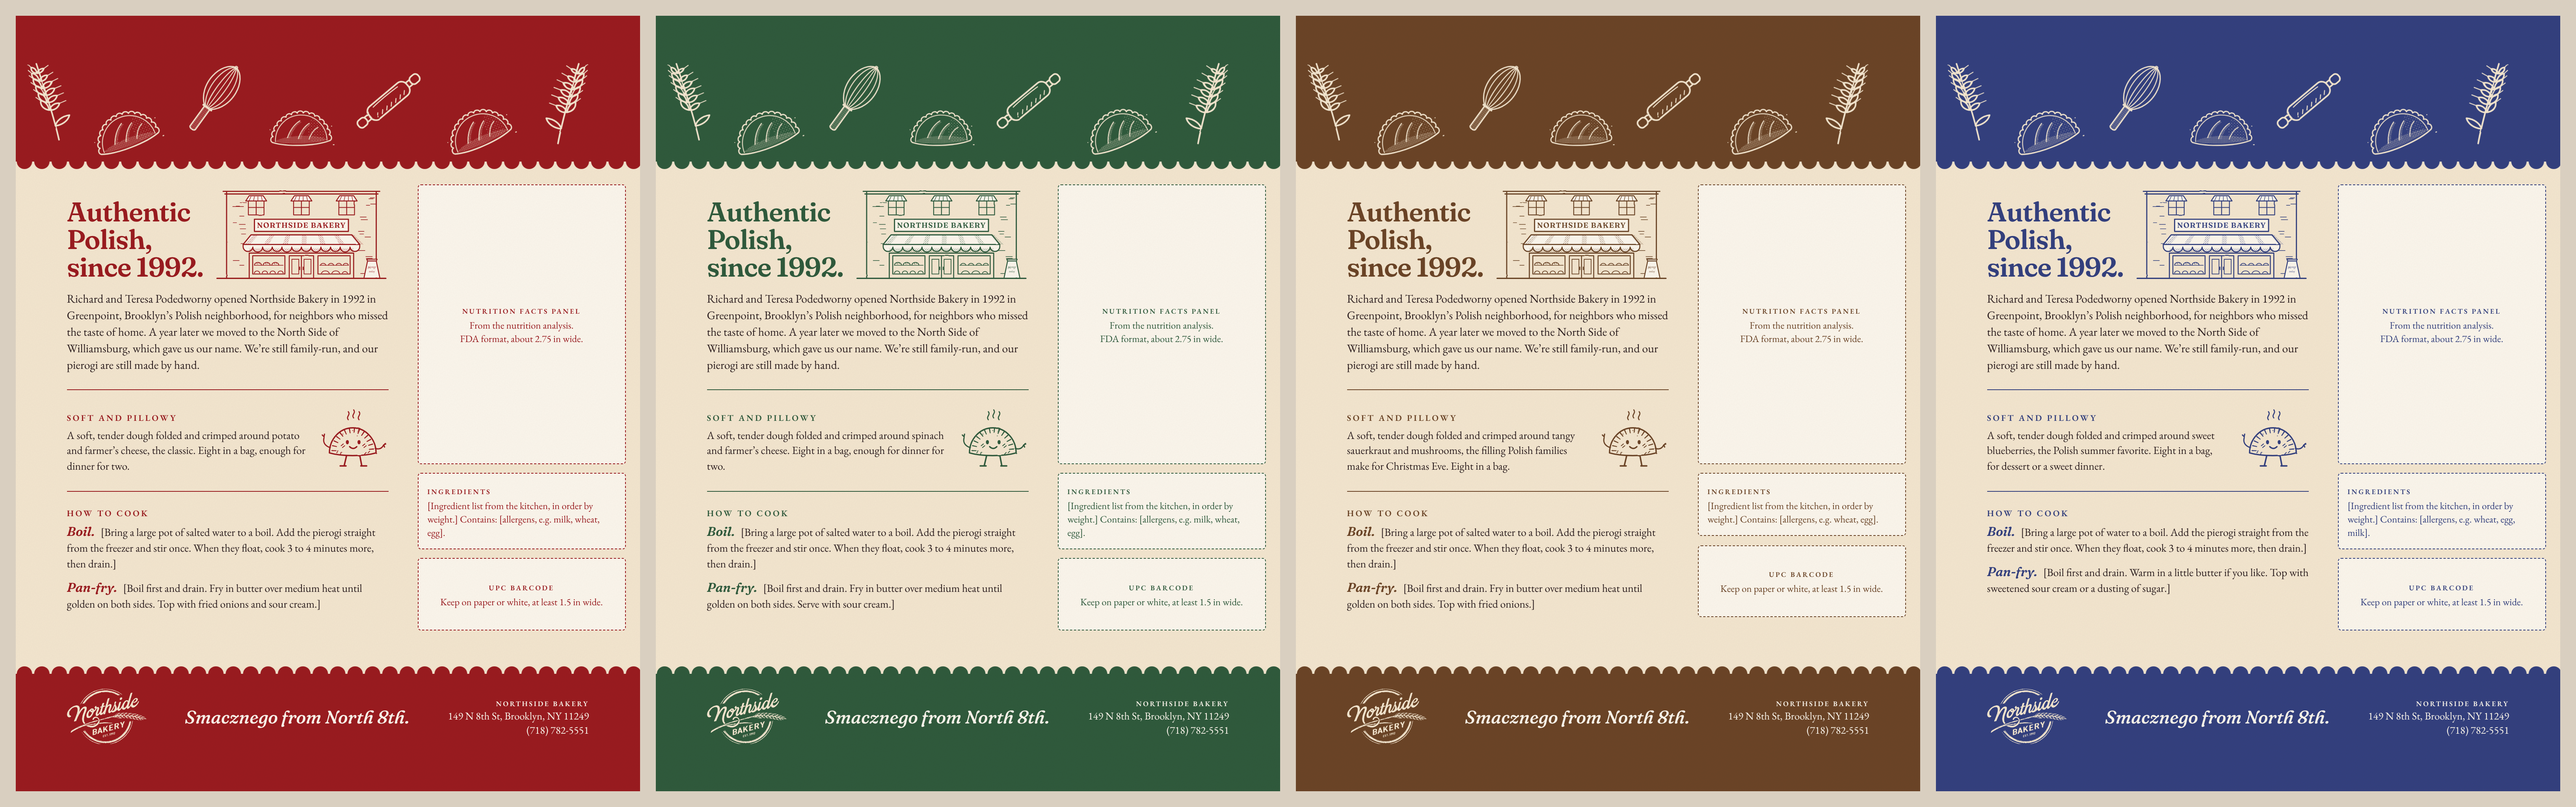 Authentic
Polish,
since 1992.
NORTHSIDE BAKERY
Richard and Teresa Podedworny opened Northside Bakery in 1992 in
Greenpoint, Brooklyn’s Polish neighborhood, for neighbors who missed
the taste of home. A year later we moved to the North Side of
Williamsburg, which gave us our name. We’re still family-run, and our
pierogi are still made by hand.
SOFT AND PILLOWY
A soft, tender dough folded and crimped around potato
and farmer’s cheese, the classic. Eight in a bag, enough for
dinner for two.
HOW TO COOK
Boil. [Bring a large pot of salted water to a boil. Add the pierogi straight
from the freezer and stir once. When they float, cook 3 to 4 minutes more,
then drain.]
Pan-fry. [Boil first and drain. Fry in butter over medium heat until
golden on both sides. Top with fried onions and sour cream.]
NUTRITION FACTS PANEL
From the nutrition analysis.
FDA format, about 2.75 in wide.
INGREDIENTS
[Ingredient list from the kitchen, in order by
weight.] Contains: [allergens, e.g. milk, wheat,
egg].
UPC BARCODE
Keep on paper or white, at least 1.5 in wide.
Northside
BAKERY
Smacznego from North 8th.
NORTHSIDE BAKERY
149 N 8th St, Brooklyn, NY 11249
(718) 782-5551
Authentic
Polish,
since 1992.
NORTHSIDE BAKERY
Richard and Teresa Podedworny opened Northside Bakery in 1992 in
Greenpoint, Brooklyn’s Polish neighborhood, for neighbors who missed
the taste of home. A year later we moved to the North Side of
Williamsburg, which gave us our name. We’re still family-run, and our
pierogi are still made by hand.
SOFT AND PILLOWY
A soft, tender dough folded and crimped around spinach
and farmer’s cheese. Eight in a bag, enough for dinner for
two.
HOW TO COOK
Boil. [Bring a large pot of salted water to a boil. Add the pierogi straight
from the freezer and stir once. When they float, cook 3 to 4 minutes more,
then drain.]
Pan-fry. [Boil first and drain. Fry in butter over medium heat until
golden on both sides. Serve with sour cream.]
NUTRITION FACTS PANEL
From the nutrition analysis.
FDA format, about 2.75 in wide.
INGREDIENTS
[Ingredient list from the kitchen, in order by
weight.] Contains: [allergens, e.g. milk, wheat,
egg].
UPC BARCODE
Keep on paper or white, at least 1.5 in wide.
Northside
BAKERY
Smacznego from North 8th.
NORTHSIDE BAKERY
149 N 8th St, Brooklyn, NY 11249
(718) 782-5551
Authentic
Polish,
since 1992.
NORTHSIDE BAKERY
Richard and Teresa Podedworny opened Northside Bakery in 1992 in
Greenpoint, Brooklyn’s Polish neighborhood, for neighbors who missed
the taste of home. A year later we moved to the North Side of
Williamsburg, which gave us our name. We’re still family-run, and our
pierogi are still made by hand.
SOFT AND PILLOWY
A soft, tender dough folded and crimped around tangy
sauerkraut and mushrooms, the filling Polish families
make for Christmas Eve. Eight in a bag.
HOW TO COOK
Boil. [Bring a large pot of salted water to a boil. Add the pierogi straight
from the freezer and stir once. When they float, cook 3 to 4 minutes more,
then drain.]
Pan-fry. [Boil first and drain. Fry in butter over medium heat until
golden on both sides. Top with fried onions.]
NUTRITION FACTS PANEL
From the nutrition analysis.
FDA format, about 2.75 in wide.
INGREDIENTS
[Ingredient list from the kitchen, in order by
weight.] Contains: [allergens, e.g. wheat, egg].
UPC BARCODE
Keep on paper or white, at least 1.5 in wide.
Northside
BAKERY
Smacznego from North 8th.
NORTHSIDE BAKERY
149 N 8th St, Brooklyn, NY 11249
(718) 782-5551
Authentic
Polish,
since 1992.
NORTHSIDE BAKERY
Richard and Teresa Podedworny opened Northside Bakery in 1992 in
Greenpoint, Brooklyn’s Polish neighborhood, for neighbors who missed
the taste of home. A year later we moved to the North Side of
Williamsburg, which gave us our name. We’re still family-run, and our
pierogi are still made by hand.
SOFT AND PILLOWY
A soft, tender dough folded and crimped around sweet
blueberries, the Polish summer favorite. Eight in a bag,
for dessert or a sweet dinner.
HOW TO COOK
Boil. [Bring a large pot of water to a boil. Add the pierogi straight from the
freezer and stir once. When they float, cook 3 to 4 minutes more, then drain.]
Pan-fry. [Boil first and drain. Warm in a little butter if you like. Top with
sweetened sour cream or a dusting of sugar.]
NUTRITION FACTS PANEL
From the nutrition analysis.
FDA format, about 2.75 in wide.
INGREDIENTS
[Ingredient list from the kitchen, in order by
weight.] Contains: [allergens, e.g. wheat, egg,
milk].
UPC BARCODE
Keep on paper or white, at least 1.5 in wide.
Northside
BAKERY
Smacznego from North 8th.
NORTHSIDE BAKERY
149 N 8th St, Brooklyn, NY 11249
(718) 782-5551